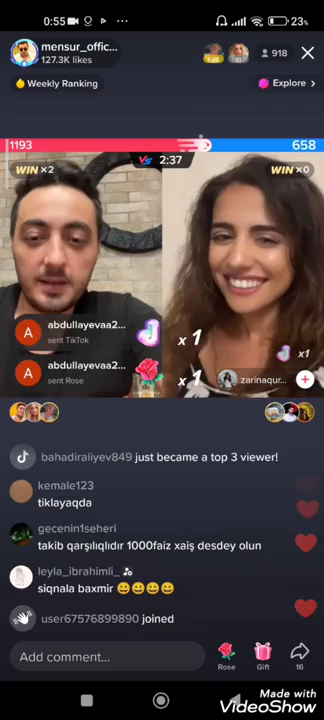 0:55
23%
mensur_offic...
127.3K likes
918
Weekly Ranking
Explore >
1193
658
WIN ×2
VS 2:37
WIN ×0
abdullayevaa2...
sent TikTok
x 1
x1
abdullayevaa2...
sent Rose
x 1
zarinaqur...
bahadiraliyev849 just became a top 3 viewer!
kemale123
tiklayaqda
gecenin1seheri
takib qarşılıqlıdır 1000faiz xaiş desdey olun
leyla_ibrahimli_
siqnala baxmir 😀😀😀😀
user67576899890 joined
Add comment...
Rose
Gift
16
Made with
VideoShow